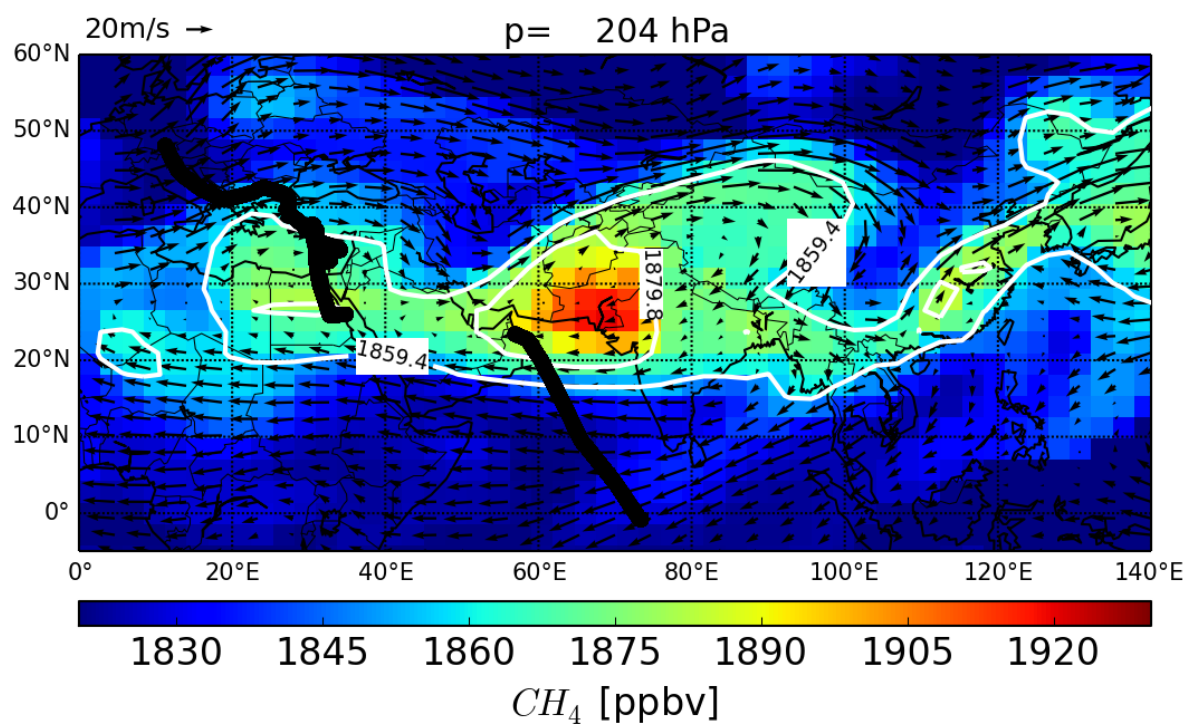 20m/s
p= 204 hPa
60°N
50°N
40°N
30°N
20°N
10°N
0°
1859.4
1879.8
1859.4
0° 20°E 40°E 60°E 80°E 100°E 120°E 140°E
1830 1845 1860 1875 1890 1905 1920
CH₄ [ppbv]